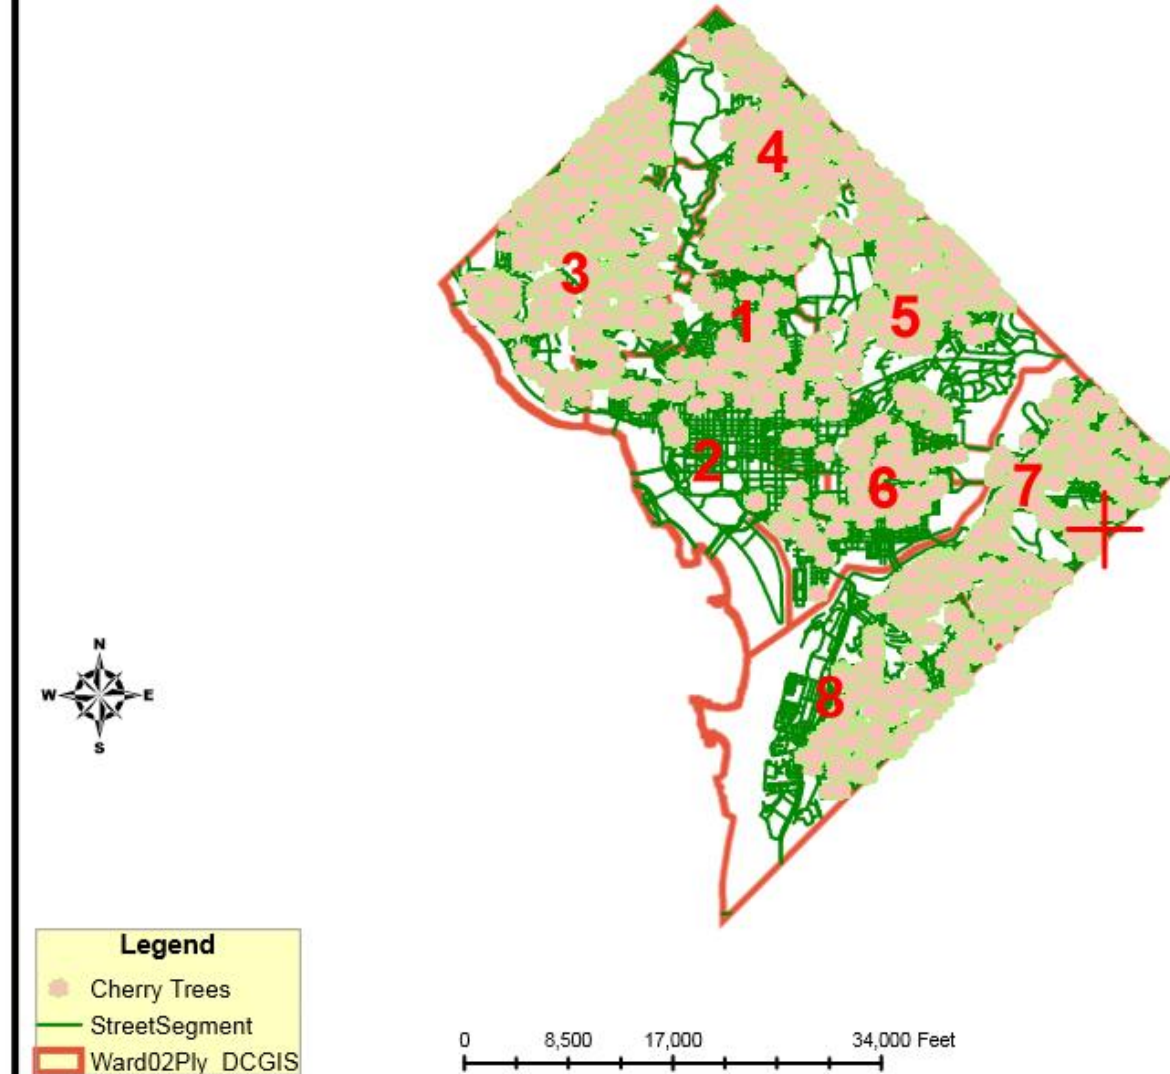 4
3
1
5
2
6
7
8
N
W E
S
Legend
Cherry Trees
StreetSegment
Ward02Ply_DCGIS
0 8,500 17,000 34,000 Feet